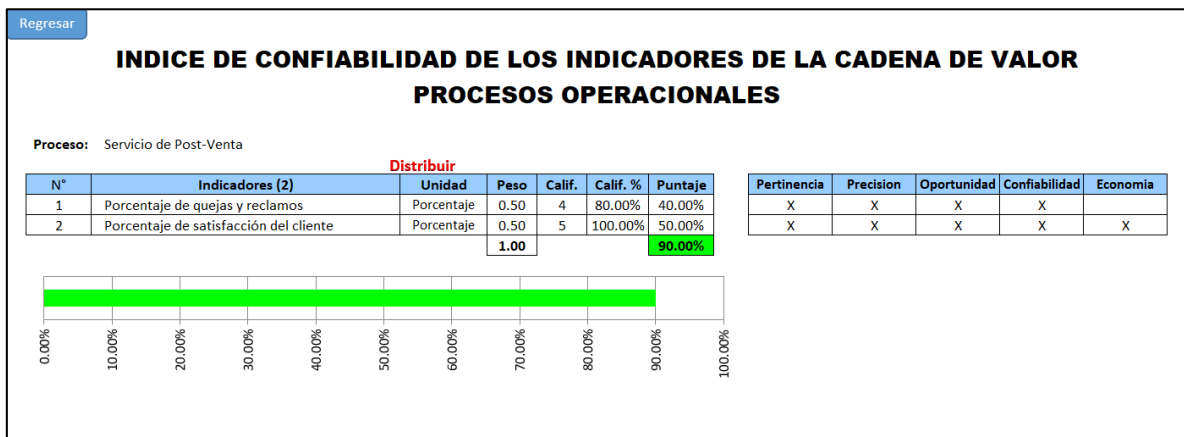 Regresar
INDICE DE CONFIABILIDAD DE LOS INDICADORES DE LA CADENA DE VALOR
PROCESOS OPERACIONALES
Proceso: Servicio de Post-Venta
Distribuir
N° Indicadores (2) Unidad Peso Calif. Calif. % Puntaje Pertinencia Precision Oportunidad Confiabilidad Economia
1 Porcentaje de quejas y reclamos Porcentaje 0.50 4 80.00% 40.00% X X X X
2 Porcentaje de satisfacción del cliente Porcentaje 0.50 5 100.00% 50.00% X X X X X
1.00 90.00%
0.00% 10.00% 20.00% 30.00% 40.00% 50.00% 60.00% 70.00% 80.00% 90.00% 100.00%